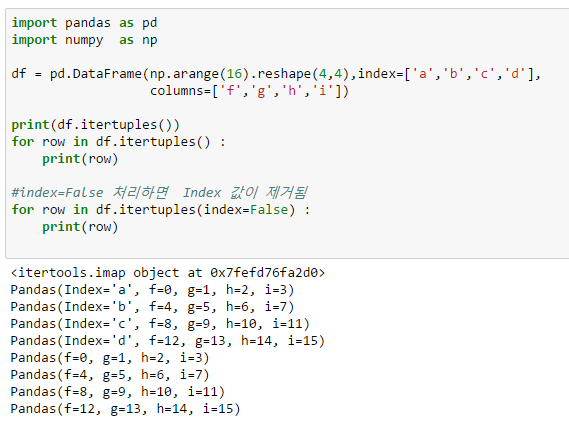 import pandas as pd
import numpy  as np
df = pd.DataFrame(np.arange(16).reshape(4,4),index=['a','b','c','d'],
                  columns=['f','g','h','i'])
print(df.itertuples())
for row in df.itertuples() :
    print(row)
#index=False 처리하면  Index 값이 제거됨
for row in df.itertuples(index=False) :
    print(row)
<itertools.imap object at 0x7fefd76fa2d0>
Pandas(Index='a', f=0, g=1, h=2, i=3)
Pandas(Index='b', f=4, g=5, h=6, i=7)
Pandas(Index='c', f=8, g=9, h=10, i=11)
Pandas(Index='d', f=12, g=13, h=14, i=15)
Pandas(f=0, g=1, h=2, i=3)
Pandas(f=4, g=5, h=6, i=7)
Pandas(f=8, g=9, h=10, i=11)
Pandas(f=12, g=13, h=14, i=15)